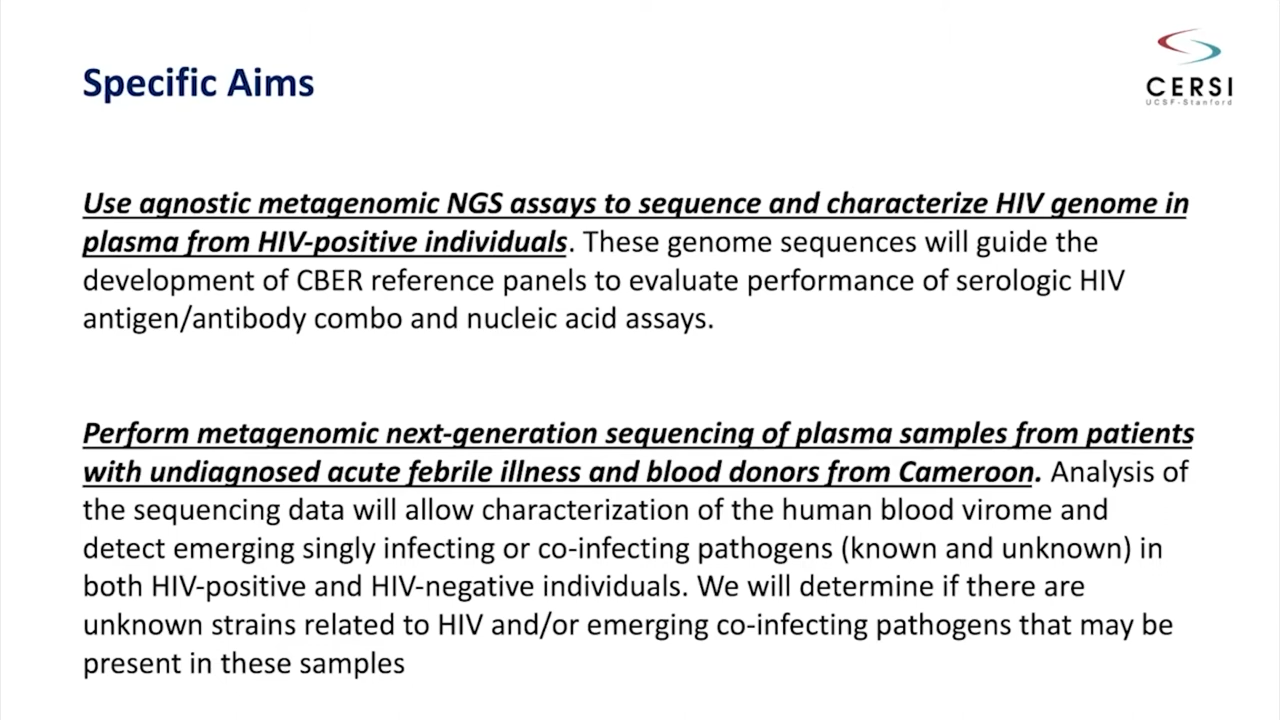 Specific Aims
CERSI
UCSF-Stanford
Use agnostic metagenomic NGS assays to sequence and characterize HIV genome in
plasma from HIV-positive individuals. These genome sequences will guide the
development of CBER reference panels to evaluate performance of serologic HIV
antigen/antibody combo and nucleic acid assays.
Perform metagenomic next-generation sequencing of plasma samples from patients
with undiagnosed acute febrile illness and blood donors from Cameroon. Analysis of
the sequencing data will allow characterization of the human blood virome and
detect emerging singly infecting or co-infecting pathogens (known and unknown) in
both HIV-positive and HIV-negative individuals. We will determine if there are
unknown strains related to HIV and/or emerging co-infecting pathogens that may be
present in these samples